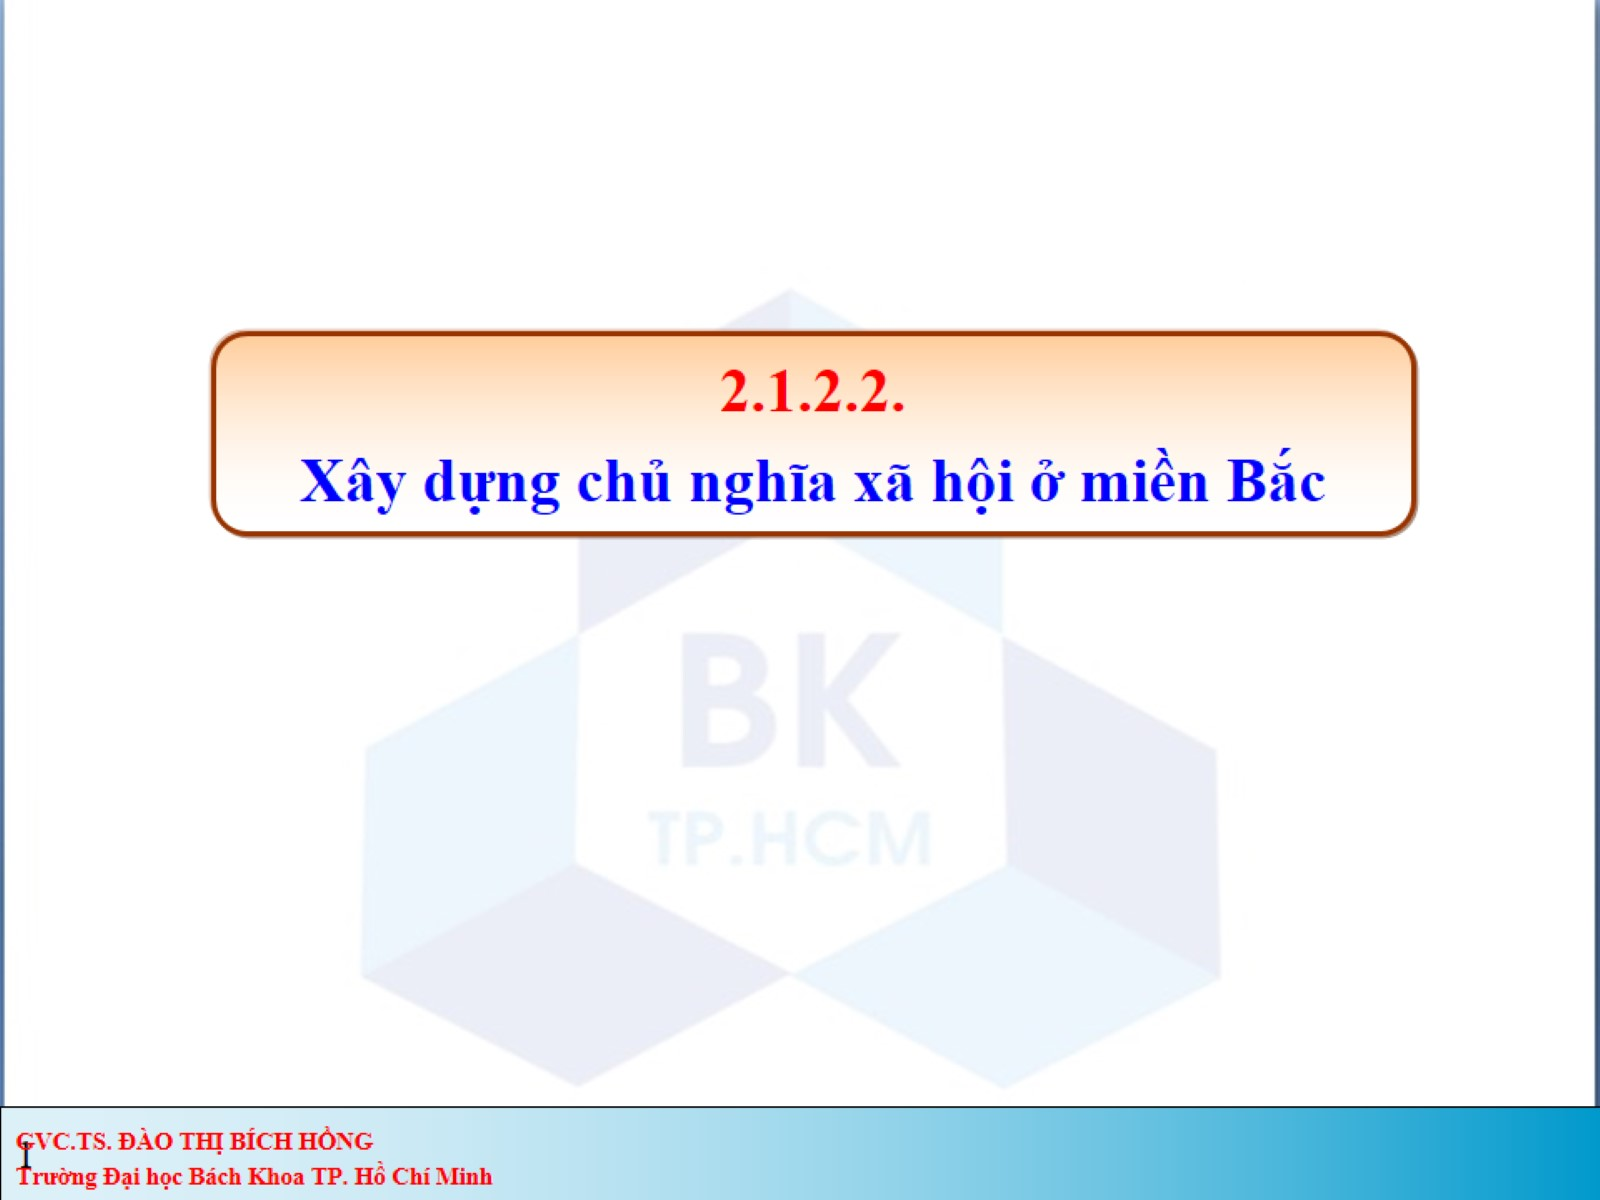 2.1.2.2.
Xây dựng chủ nghĩa xã hội ở miền Bắc
BK
TP.HCM
GVC.TS. ĐÀO THỊ BÍCH HỒNG
1
Trường Đại học Bách Khoa TP. Hồ Chí Minh